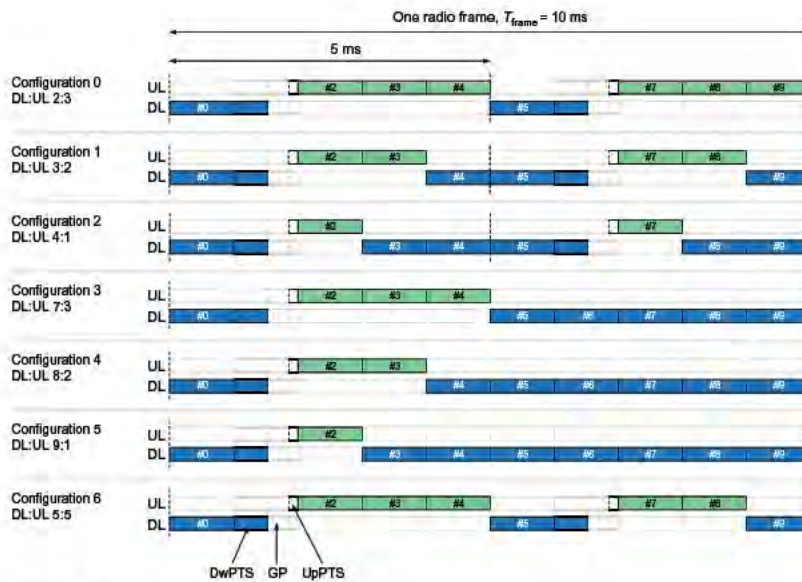 One radio frame, Tframe = 10 ms
5 ms
Configuration 0
DL:UL 2:3
UL #2 #3 #4 #7 #8 #9
DL #0 #5
Configuration 1
DL:UL 3:2
UL #2 #3 #7 #8
DL #0 #4 #5 #9
Configuration 2
DL:UL 4:1
UL #7
DL #0 #3 #4 #5 #8 #9
Configuration 3
DL:UL 7:3
UL #2 #3 #4
DL #0 #5 #6 #7 #8 #9
Configuration 4
DL:UL 8:2
UL #2 #3
DL #0 #4 #5 #6 #7 #8 #9
Configuration 5
DL:UL 9:1
UL #2
DL #0 #3 #4 #5 #6 #7 #8 #9
Configuration 6
DL:UL 5:5
UL #2 #3 #4 #7 #8
DL #0 #5 #9
DwPTS GP UpPTS